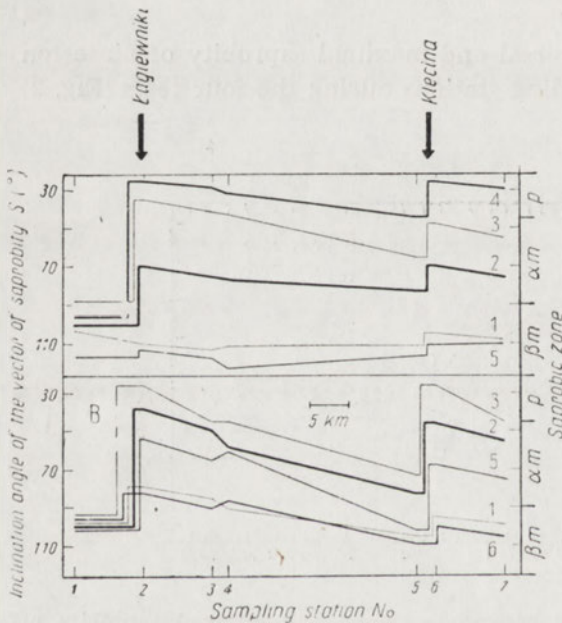 Łagiewniki
Klecina
Inclination angle of the vector of saprobity S (°)
30
70
110
4
3
2
1
5
p
αm
βm
Saprobic zone
B
5 km
30
70
110
3
2
5
1
6
p
αm
βm
1 2 3 4 5 6 7
Sampling station No